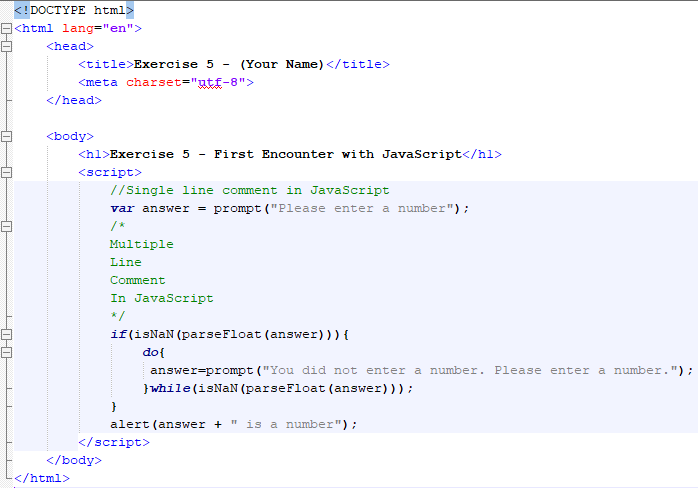 <!DOCTYPE html>
<html lang="en">
<head>
<title>Exercise 5 - (Your Name)</title>
<meta charset="utf-8">
</head>
<body>
<h1>Exercise 5 - First Encounter with JavaScript</h1>
<script>
//Single line comment in JavaScript
var answer = prompt("Please enter a number");
/*
Multiple
Line
Comment
In JavaScript
*/
if(isNaN(parseFloat(answer))){
do{
answer=prompt("You did not enter a number. Please enter a number.");
}while(isNaN(parseFloat(answer)));
}
alert(answer + " is a number");
</script>
</body>
</html>